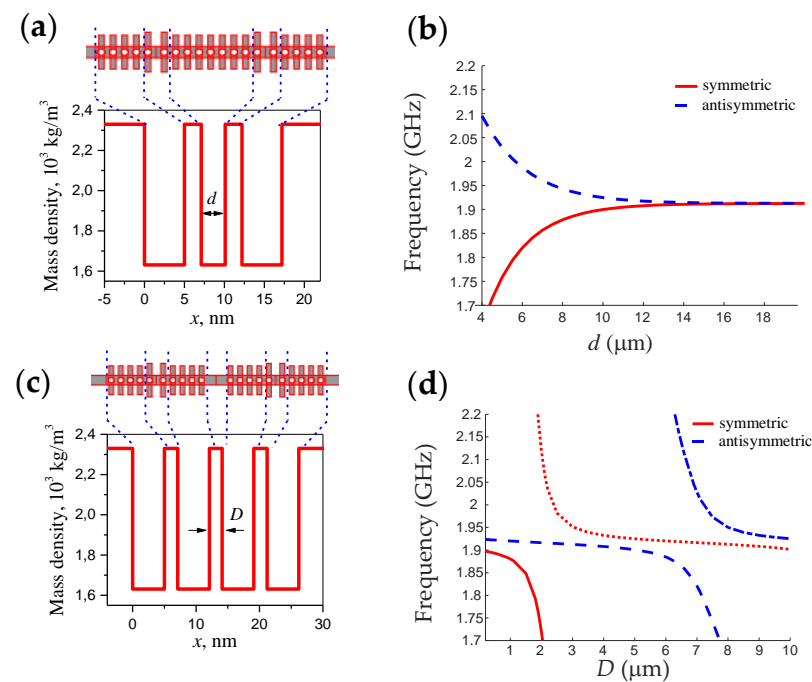 (a)
Mass density, 10³ kg/m³
2,4
2,2
2,0
1,8
1,6
d
-5 0 5 10 15 20
x, nm
(b)
Frequency (GHz)
2.2
2.15
2.1
2.05
2
1.95
1.9
1.85
1.8
1.75
1.7
symmetric
antisymmetric
4 6 8 10 12 14 16 18
d (μm)
(c)
Mass density, 10³ kg/m³
2,4
2,2
2,0
1,8
1,6
D
0 10 20 30
x, nm
(d)
Frequency (GHz)
2.2
2.15
2.1
2.05
2
1.95
1.9
1.85
1.8
1.75
1.7
symmetric
antisymmetric
1 2 3 4 5 6 7 8 9 10
D (μm)